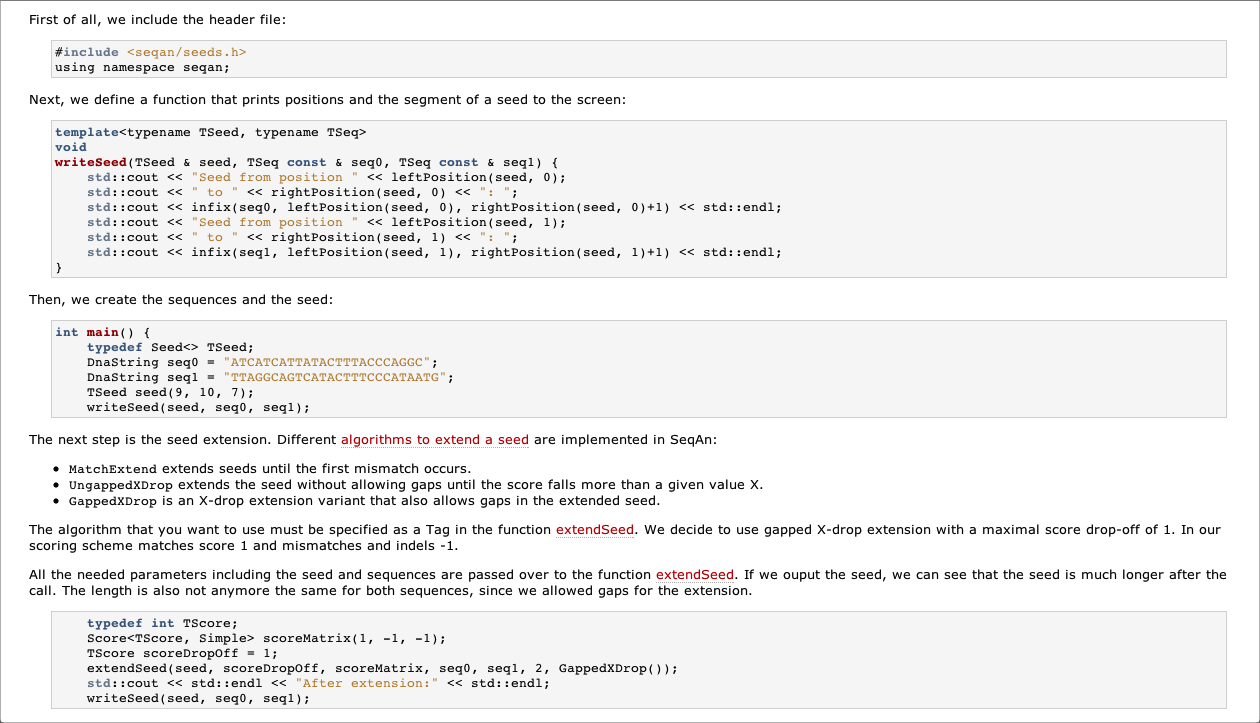 First of all, we include the header file:
#include <seqan/seeds.h>
using namespace seqan;
Next, we define a function that prints positions and the segment of a seed to the screen:
template<typename TSeed, typename TSeq>
void
writeSeed(TSeed & seed, TSeq const & seq0, TSeq const & seq1) {
    std::cout << "Seed from position " << leftPosition(seed, 0);
    std::cout << " to " << rightPosition(seed, 0) << ": ";
    std::cout << infix(seq0, leftPosition(seed, 0), rightPosition(seed, 0)+1) << std::endl;
    std::cout << "Seed from position " << leftPosition(seed, 1);
    std::cout << " to " << rightPosition(seed, 1) << ": ";
    std::cout << infix(seq1, leftPosition(seed, 1), rightPosition(seed, 1)+1) << std::endl;
}
Then, we create the sequences and the seed:
int main() {
    typedef Seed<> TSeed;
    DnaString seq0 = "ATCATCATTATACTTTACCCAGGC";
    DnaString seq1 = "TTAGGCAGTCATACTTTCCCATAATG";
    TSeed seed(9, 10, 7);
    writeSeed(seed, seq0, seq1);
The next step is the seed extension. Different algorithms to extend a seed are implemented in SeqAn:
• MatchExtend extends seeds until the first mismatch occurs.
• UngappedXDrop extends the seed without allowing gaps until the score falls more than a given value X.
• GappedXDrop is an X-drop extension variant that also allows gaps in the extended seed.
The algorithm that you want to use must be specified as a Tag in the function extendSeed. We decide to use gapped X-drop extension with a maximal score drop-off of 1. In our
scoring scheme matches score 1 and mismatches and indels -1.
All the needed parameters including the seed and sequences are passed over to the function extendSeed. If we ouput the seed, we can see that the seed is much longer after the
call. The length is also not anymore the same for both sequences, since we allowed gaps for the extension.
    typedef int TScore;
    Score<TScore, Simple> scoreMatrix(1, -1, -1);
    TScore scoreDropOff = 1;
    extendSeed(seed, scoreDropOff, scoreMatrix, seq0, seq1, 2, GappedXDrop());
    std::cout << std::endl << "After extension:" << std::endl;
    writeSeed(seed, seq0, seq1);